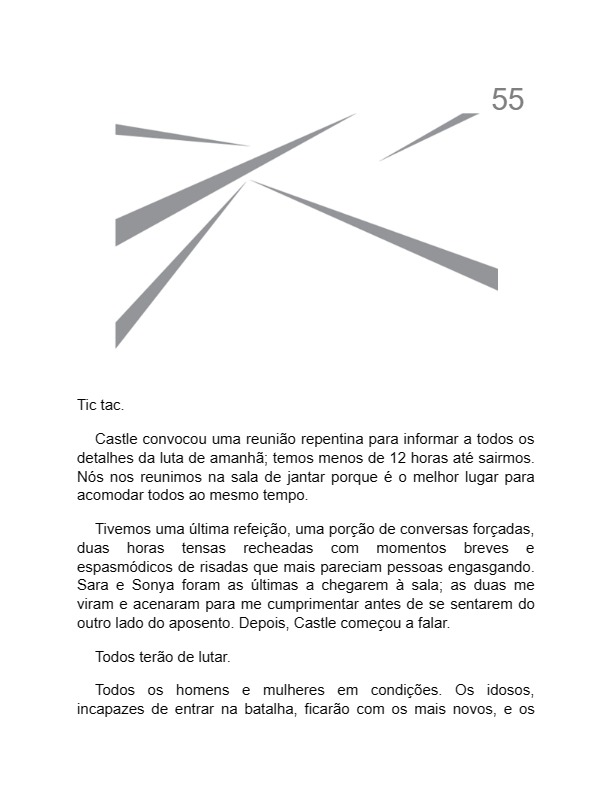 55
Tic tac.
Castle convocou uma reunião repentina para informar a todos os
detalhes da luta de amanhã; temos menos de 12 horas até sairmos.
Nós nos reunimos na sala de jantar porque é o melhor lugar para
acomodar todos ao mesmo tempo.
Tivemos uma última refeição, uma porção de conversas forçadas,
duas horas tensas recheadas com momentos breves e
espasmódicos de risadas que mais pareciam pessoas engasgando.
Sara e Sonya foram as últimas a chegarem à sala; as duas me
viram e acenaram para me cumprimentar antes de se sentarem do
outro lado do aposento. Depois, Castle começou a falar.
Todos terão de lutar.
Todos os homens e mulheres em condições. Os idosos,
incapazes de entrar na batalha, ficarão com os mais novos, e os